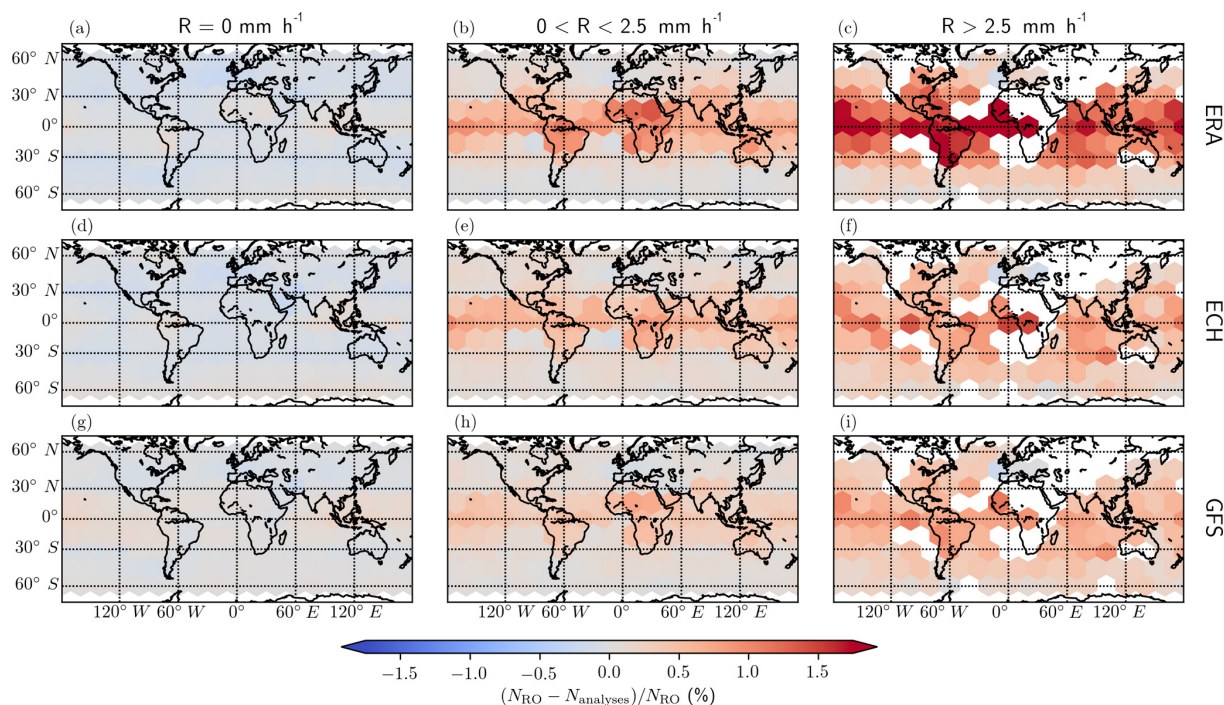 R = 0 mm h-1
0 < R < 2.5 mm h-1
R > 2.5 mm h-1
(a)
(b)
(c)
60° N
30° N
0°
30° S
60° S
ERA
(d)
(e)
(f)
60° N
30° N
0°
30° S
60° S
ECH
(g)
(h)
(i)
60° N
30° N
0°
30° S
60° S
GFS
120° W 60° W 0° 60° E 120° E
120° W 60° W 0° 60° E 120° E
120° W 60° W 0° 60° E 120° E
−1.5 −1.0 −0.5 0.0 0.5 1.0 1.5
(NRO − Nanalyses)/NRO (%)